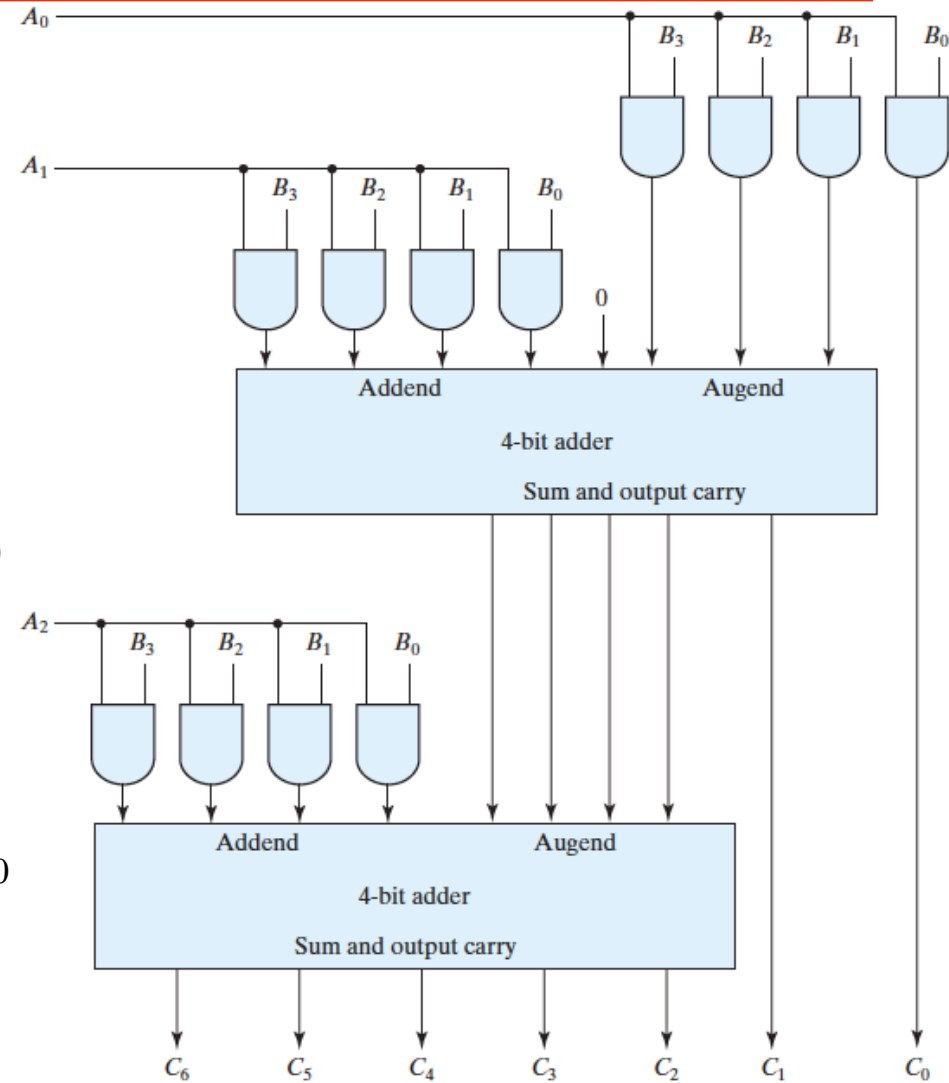 A₀
B₃ B₂ B₁ B₀
A₁
B₃ B₂ B₁ B₀
0
Addend Augend
4-bit adder
Sum and output carry
)
A₂
B₃ B₂ B₁ B₀
Addend Augend
0
4-bit adder
Sum and output carry
C₆ C₅ C₄ C₃ C₂ C₁ C₀